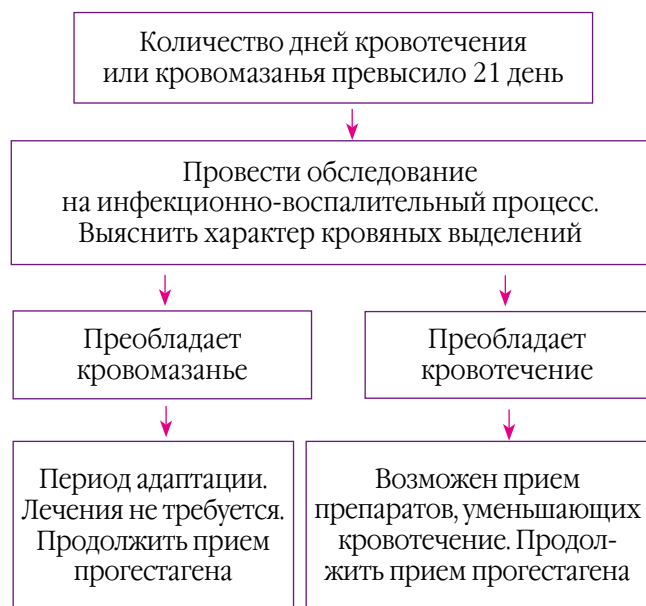 Количество дней кровотечения
или кровомазанья превысило 21 день
Провести обследование
на инфекционно-воспалительный процесс.
Выяснить характер кровяных выделений
Преобладает
кровомазанье
Преобладает
кровотечение
Период адаптации.
Лечения не требуется.
Продолжить прием
прогестагена
Возможен прием
препаратов, уменьшающих
кровотечение. Продол-
жить прием прогестагена